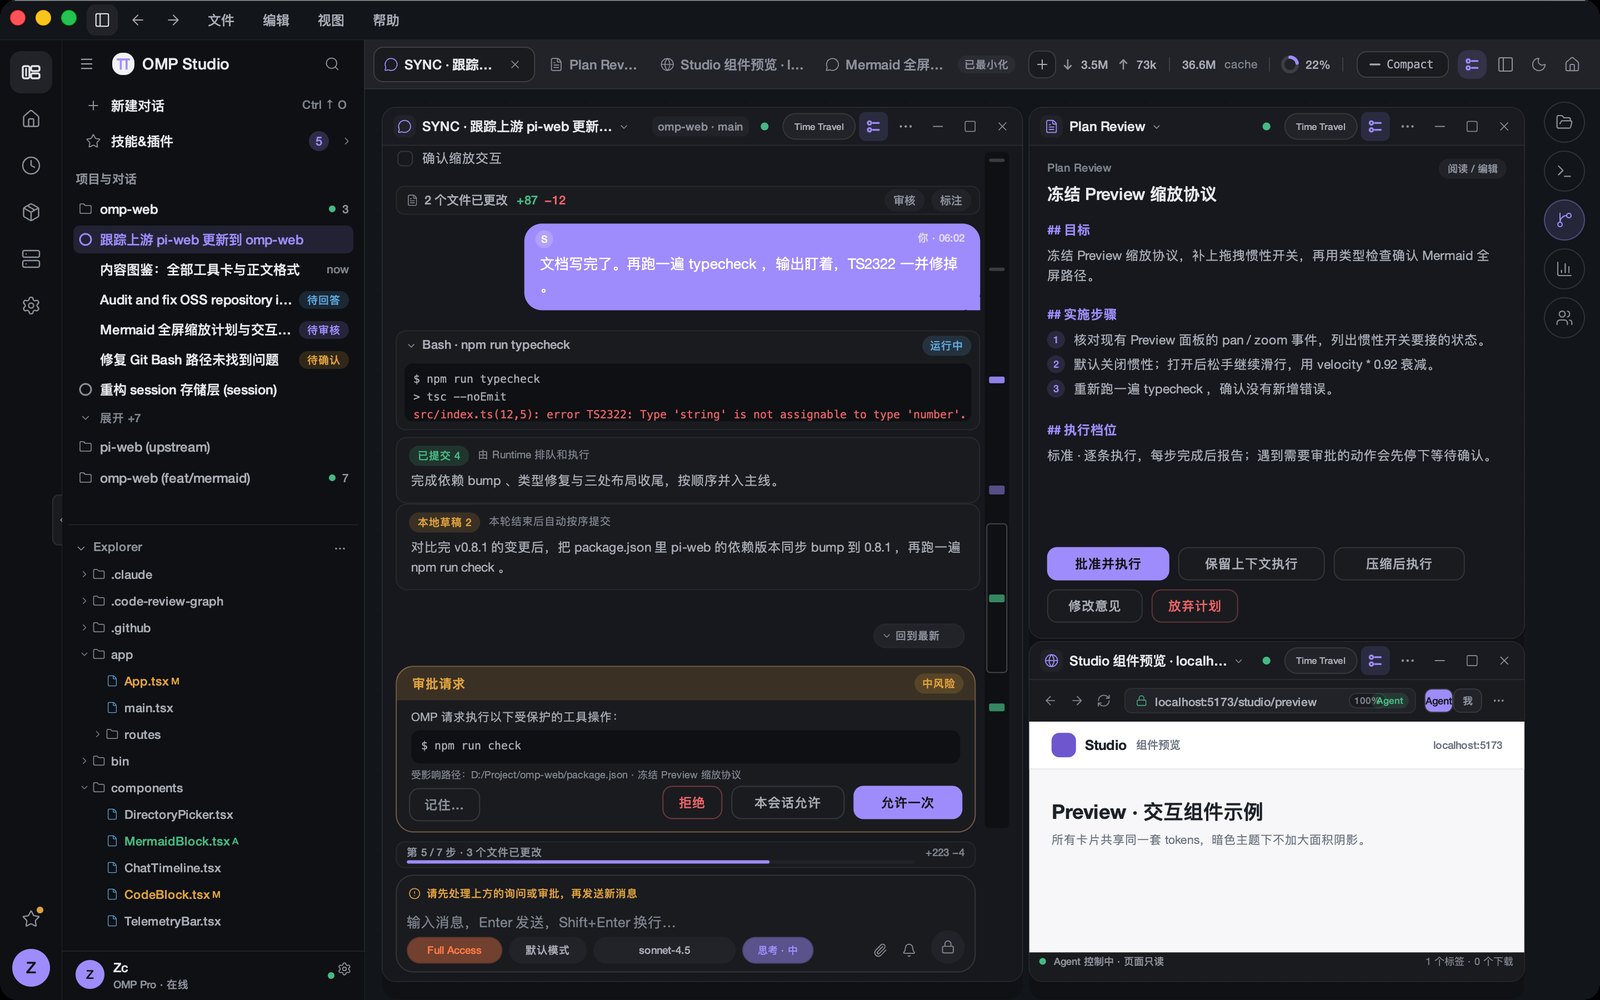 文件 编辑 视图 帮助
OMP Studio
新建对话 Ctrl ↑ O
技能&插件 5
项目与对话
omp-web 3
跟踪上游 pi-web 更新到 omp-web
内容图鉴：全部工具卡与正文格式 now
Audit and fix OSS repository i... 待回答
Mermaid 全屏缩放计划与交互... 待审核
修复 Git Bash 路径未找到问题 待确认
重构 session 存储层 (session)
展开 +7
pi-web (upstream)
omp-web (feat/mermaid) 7
Explorer
.claude
.code-review-graph
.github
app
App.tsx M
main.tsx
routes
bin
components
DirectoryPicker.tsx
MermaidBlock.tsx A
ChatTimeline.tsx
CodeBlock.tsx M
TelemetryBar.tsx
Z
Z
Zc
OMP Pro · 在线
SYNC · 跟踪... Plan Rev... Studio 组件预览 · l... Mermaid 全屏... 已最小化 ↓ 3.5M ↑ 73k 36.6M cache 22% Compact
SYNC · 跟踪上游 pi-web 更新... omp-web · main Time Travel
确认缩放交互
2 个文件已更改 +87 −12 审核 标注
S 你 · 06:02
文档写完了。再跑一遍 typecheck ，输出盯着，TS2322 一并修掉
。
Bash · npm run typecheck 运行中
$ npm run typecheck
> tsc --noEmit
src/index.ts(12,5): error TS2322: Type 'string' is not assignable to type 'number'.
已提交 4 由 Runtime 排队和执行
完成依赖 bump 、类型修复与三处布局收尾，按顺序并入主线。
本地草稿 2 本轮结束后自动按序提交
对比完 v0.8.1 的变更后，把 package.json 里 pi-web 的依赖版本同步 bump 到 0.8.1 ，再跑一遍
npm run check 。
回到最新
审批请求 中风险
OMP 请求执行以下受保护的工具操作：
$ npm run check
受影响路径：D:/Project/omp-web/package.json · 冻结 Preview 缩放协议
记住... 拒绝 本会话允许 允许一次
第 5 / 7 步 · 3 个文件已更改 +223 −4
请先处理上方的询问或审批，再发送新消息
输入消息，Enter 发送，Shift+Enter 换行...
Full Access 默认模式 sonnet-4.5 思考 · 中
Plan Review Time Travel
Plan Review 阅读 / 编辑
冻结 Preview 缩放协议
## 目标
冻结 Preview 缩放协议，补上拖拽惯性开关，再用类型检查确认 Mermaid 全
屏路径。
## 实施步骤
1 核对现有 Preview 面板的 pan / zoom 事件，列出惯性开关要接的状态。
2 默认关闭惯性；打开后松手继续滑行，用 velocity * 0.92 衰减。
3 重新跑一遍 typecheck ，确认没有新增错误。
## 执行档位
标准 · 逐条执行，每步完成后报告；遇到需要审批的动作会先停下等待确认。
批准并执行 保留上下文执行 压缩后执行
修改意见 放弃计划
Studio 组件预览 · localh... Time Travel
localhost:5173/studio/preview 100% Agent Agent 我
Studio 组件预览 localhost:5173
Preview · 交互组件示例
所有卡片共享同一套 tokens，暗色主题下不加大面积阴影。
Agent 控制中 · 页面只读 1 个标签 · 0 个下载